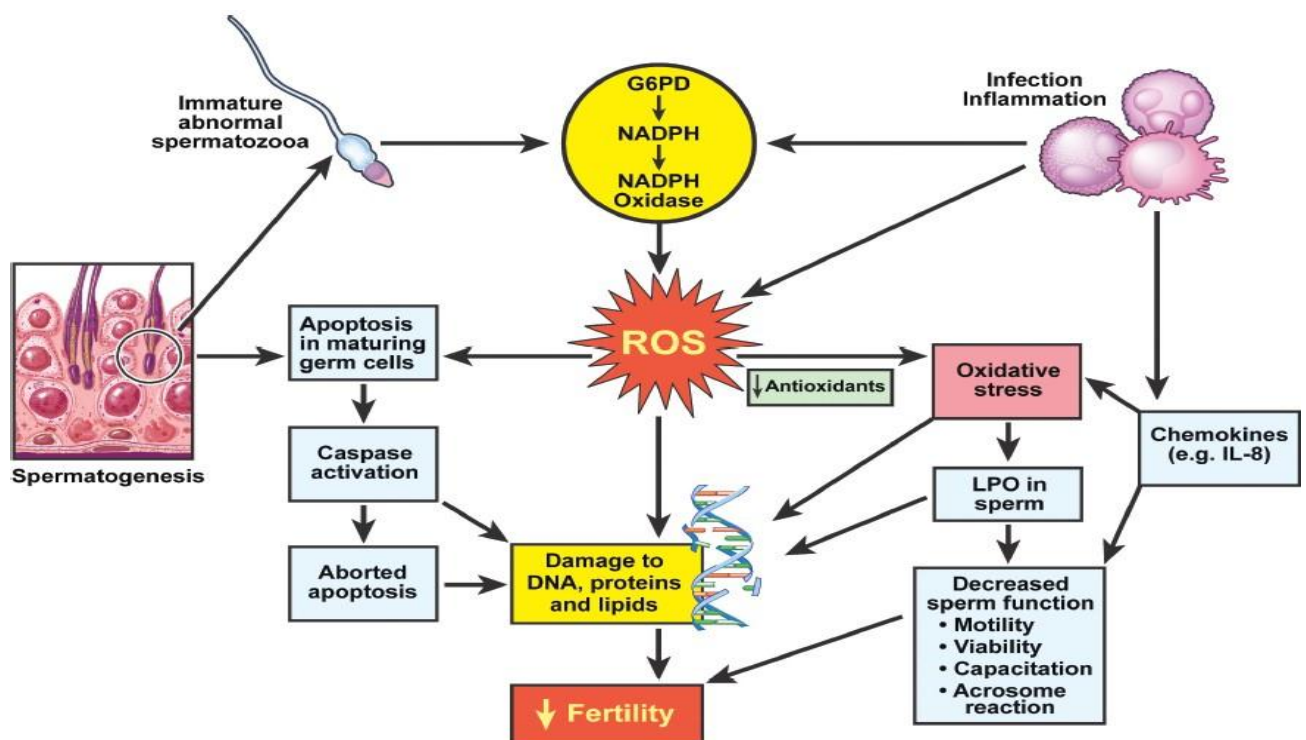 Immature
abnormal
spermatozooa
G6PD
NADPH
NADPH
Oxidase
Infection
Inflammation
Spermatogenesis
Apoptosis
in maturing
germ cells
ROS
↓ Antioxidants
Oxidative
stress
Chemokines
(e.g. IL-8)
Caspase
activation
LPO in
sperm
Aborted
apoptosis
Damage to
DNA, proteins
and lipids
Decreased
sperm function
• Motility
• Viability
• Capacitation
• Acrosome
reaction
↓ Fertility